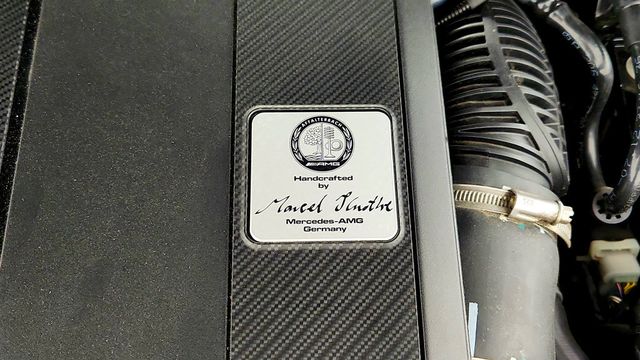 AFFALTERBACH
AMG
Handcrafted
by
Marcel
Mercedes-AMG
Germany